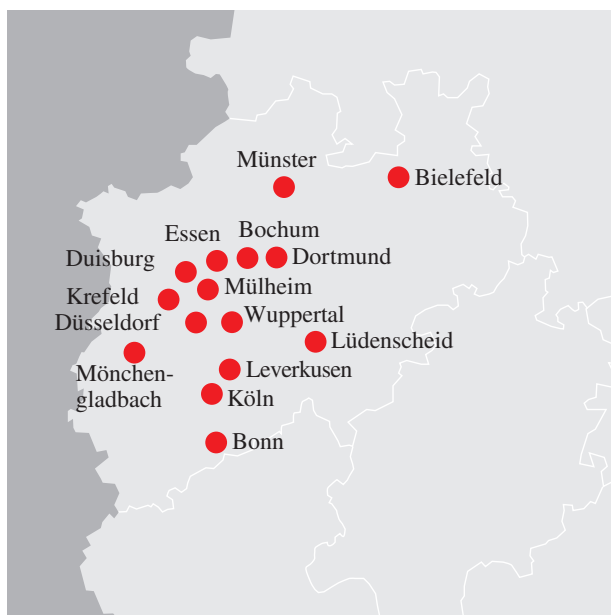 Münster
Bielefeld
Essen
Bochum
Duisburg
Dortmund
Krefeld
Mülheim
Düsseldorf
Wuppertal
Lüdenscheid
Mönchen-
gladbach
Leverkusen
Köln
Bonn